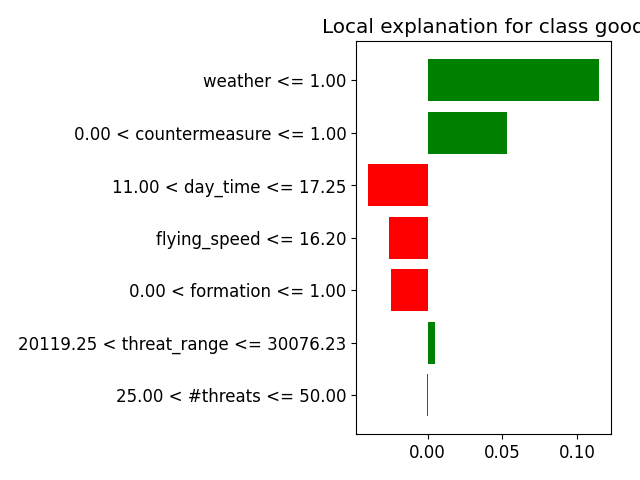 Local explanation for class good
weather <= 1.00
0.00 < countermeasure <= 1.00
11.00 < day_time <= 17.25
flying_speed <= 16.20
0.00 < formation <= 1.00
20119.25 < threat_range <= 30076.23
25.00 < #threats <= 50.00
0.00 0.05 0.10